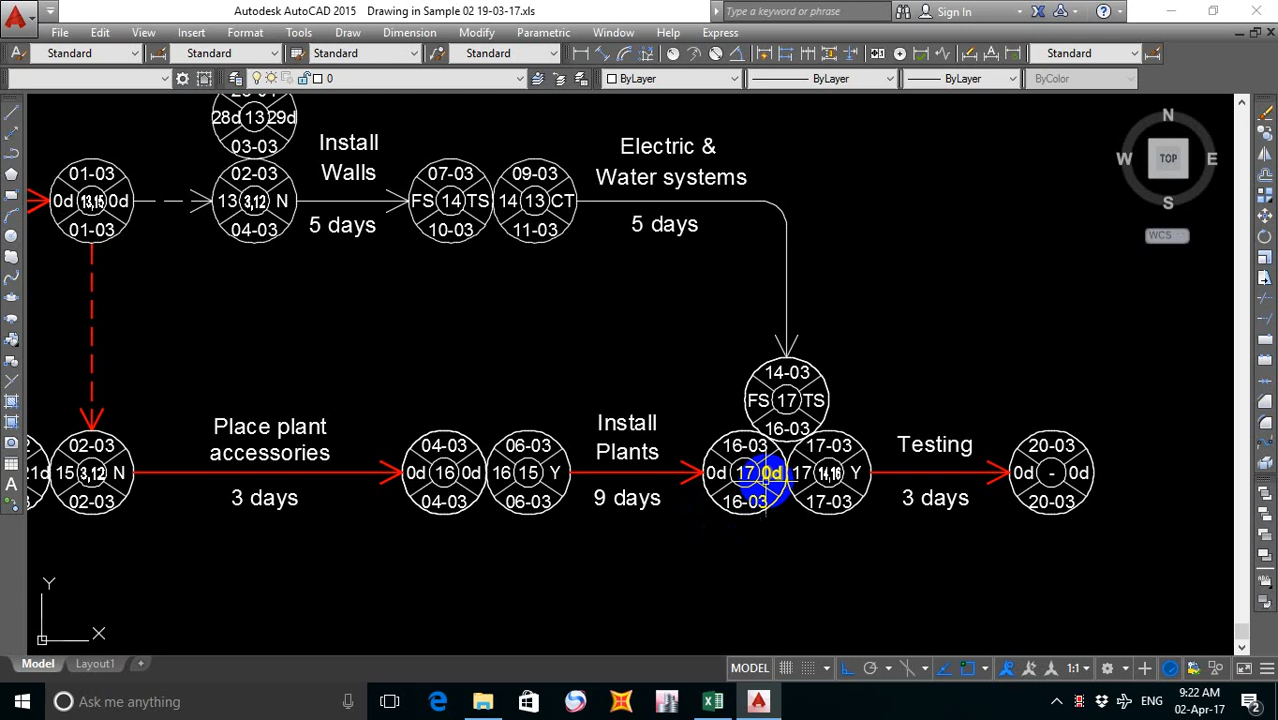 Autodesk AutoCAD 2015 Drawing in Sample 02 19-03-17.xls
Type a keyword or phrase
Sign In
File Edit View Insert Format Tools Draw Dimension Modify Parametric Window Help Express
Standard Standard Standard Standard Standard
0 ByLayer ByLayer ByLayer ByColor
28d 13 29d
03-03
Install
Walls
5 days
Electric &
Water systems
5 days
01-03
0d 13,15 0d
01-03
02-03
13 3,12 N
04-03
07-03
FS 14 TS
10-03
09-03
14 13 CT
11-03
N
W TOP E
S
WCS
14-03
FS 17 TS
16-03
Place plant
accessories
3 days
Install
Plants
9 days
Testing
3 days
21d
02-03
15 3,12 N
02-03
04-03
0d 16 0d
04-03
06-03
16 15 Y
06-03
16-03
0d 17 0d
16-03
17-03
17 14,16 Y
17-03
20-03
0d - 0d
20-03
Y
X
Model Layout1 +
MODEL 1:1
Ask me anything
ENG
9:22 AM
02-Apr-17
2